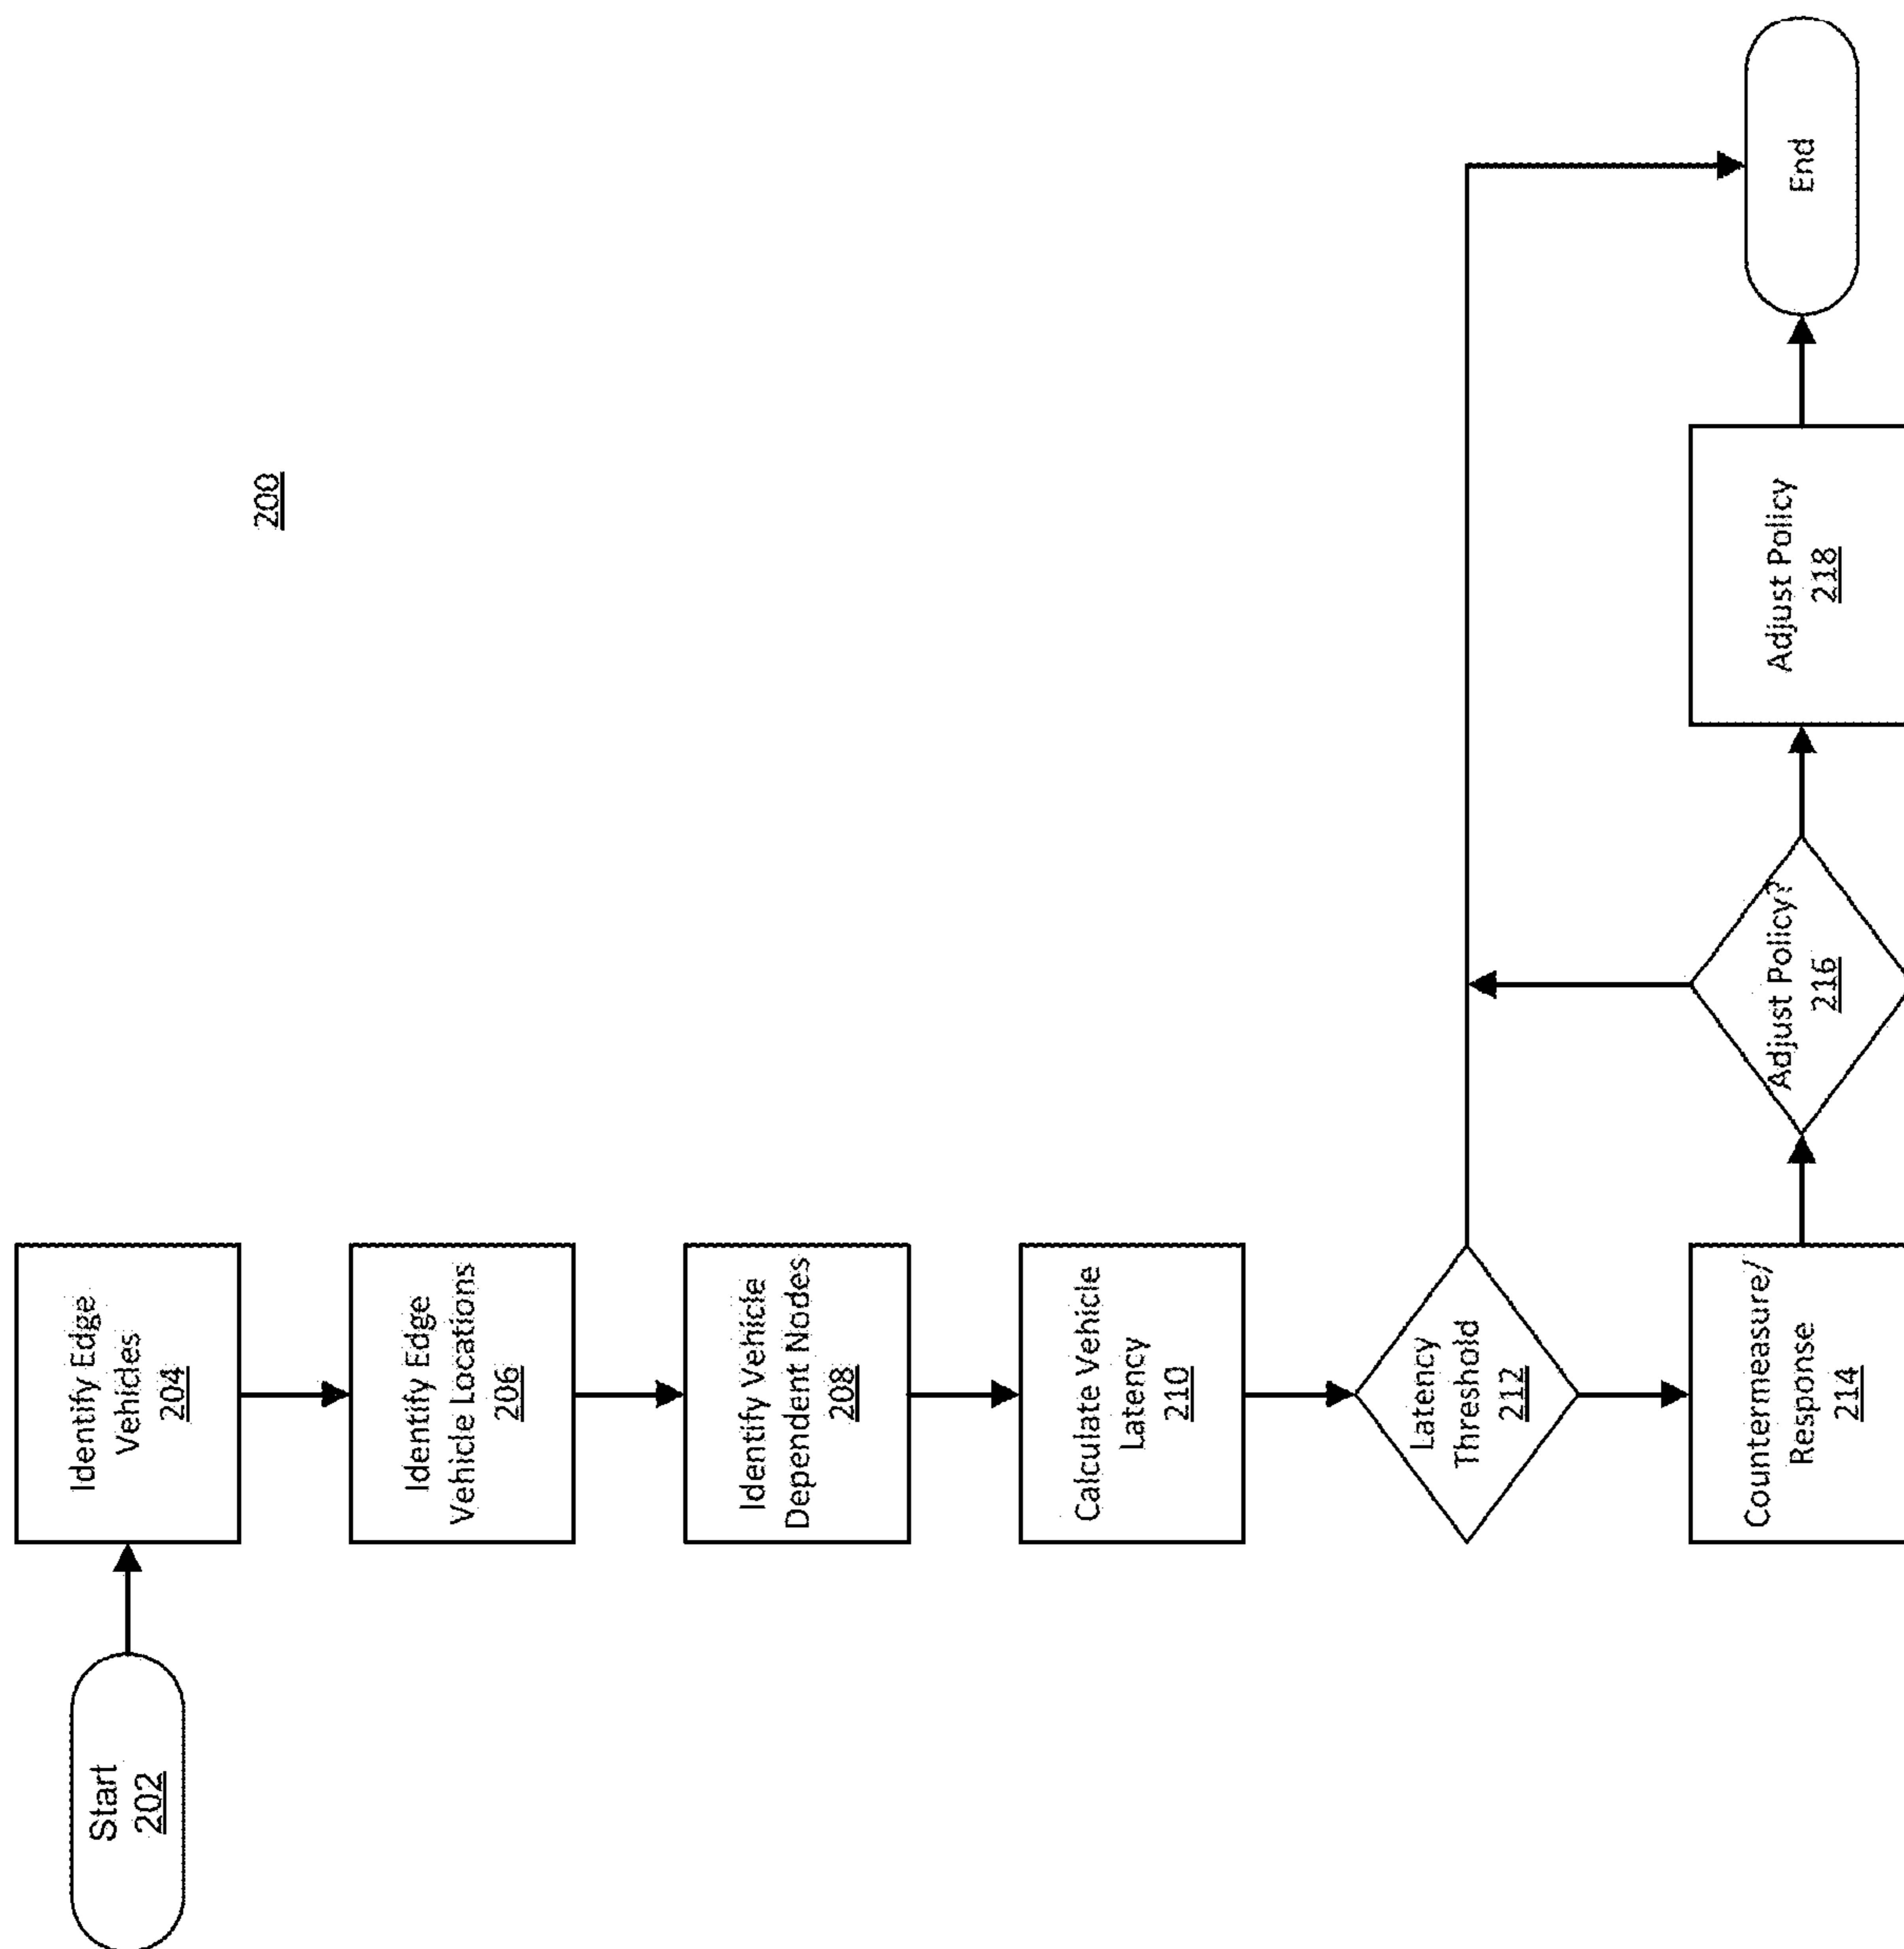 200
Start
202
Identify Edge
Vehicles
204
Identify Edge
Vehicle Locations
206
Identify Vehicle
Dependent Nodes
208
Calculate Vehicle
Latency
210
Latency
Threshold
212
Countermeasure/
Response
214
Adjust Policy?
216
Adjust Policy
218
End